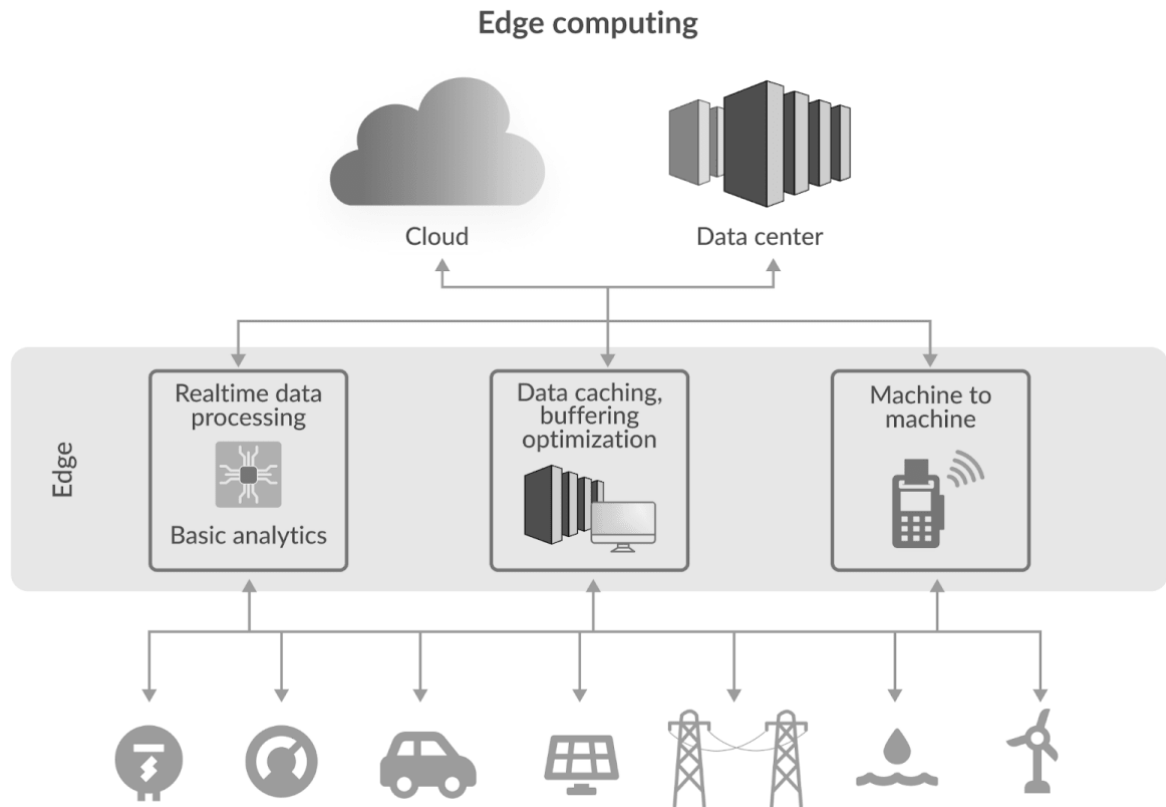 Edge computing
Cloud
Data center
Edge
Realtime data
processing
Basic analytics
Data caching,
buffering
optimization
Machine to
machine